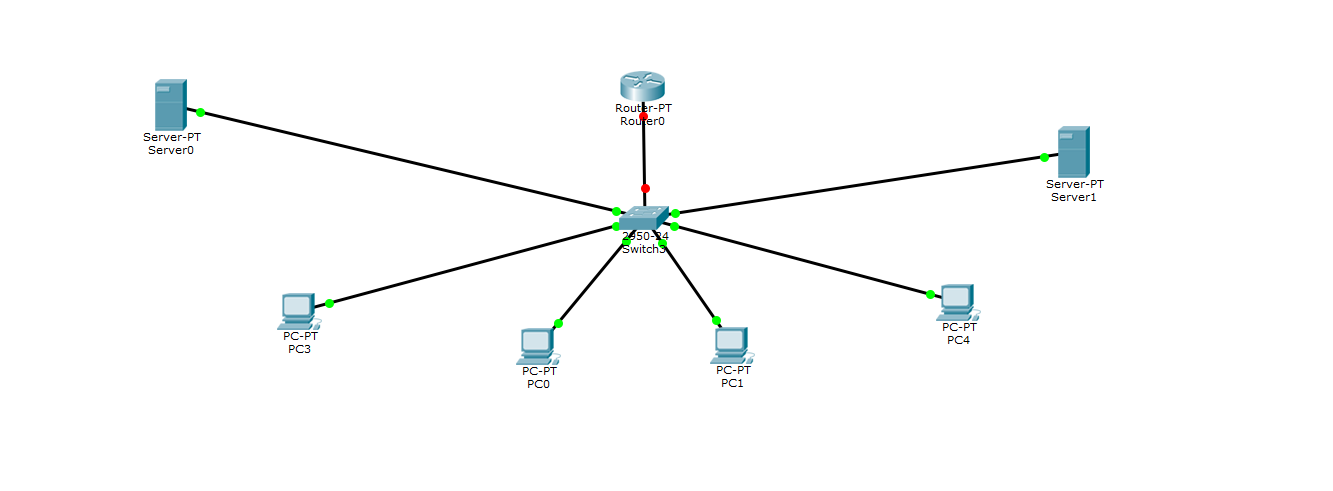 Router-PT
Router0
Server-PT
Server0
Server-PT
Server1
2950-24
Switch3
PC-PT
PC3
PC-PT
PC0
PC-PT
PC1
PC-PT
PC4